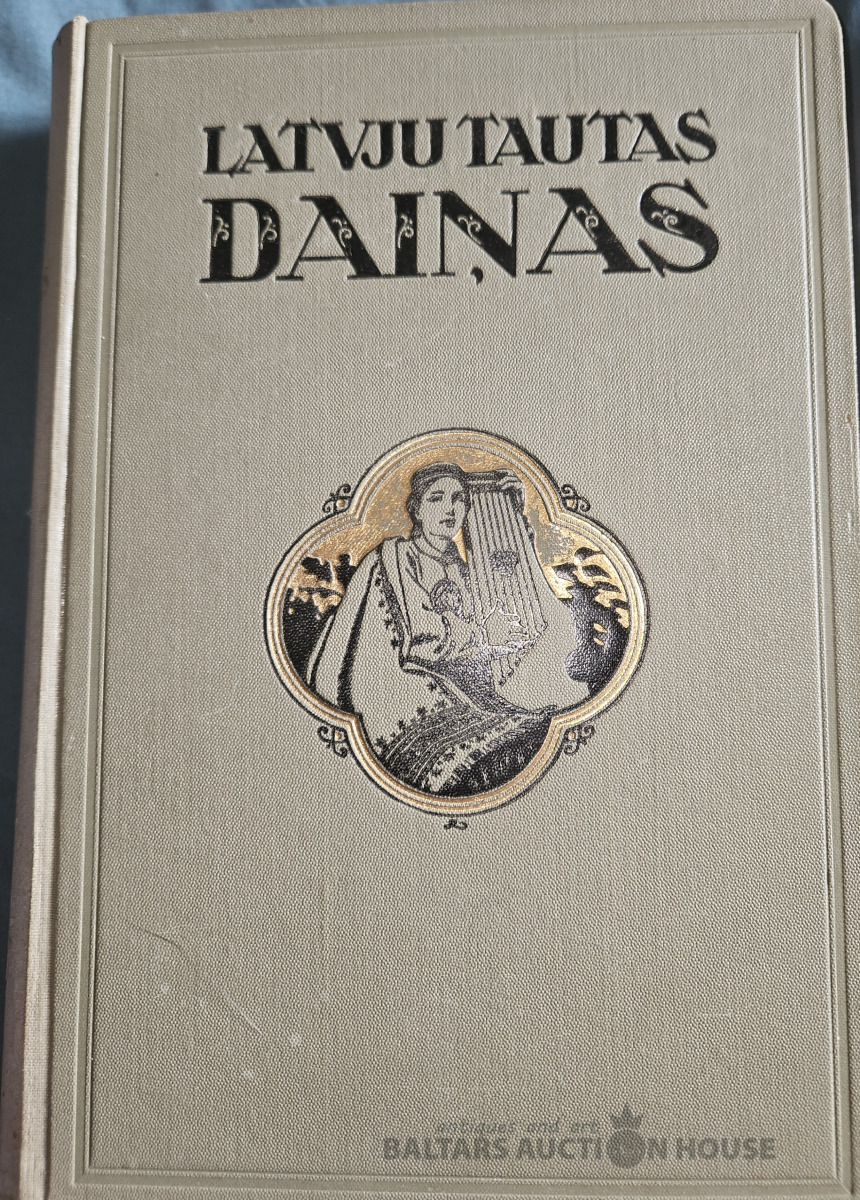 LATVJU TAUTAS
DAIŅAS
antiques and art
BALTARS AUCTION HOUSE